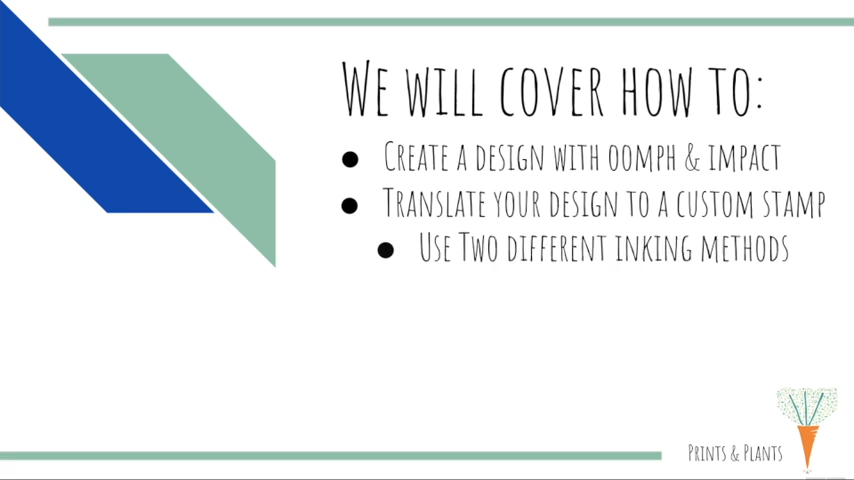 We will cover how to:
● Create a design with oomph & impact
● Translate your design to a custom stamp
● Use Two different inking methods
Prints & Plants